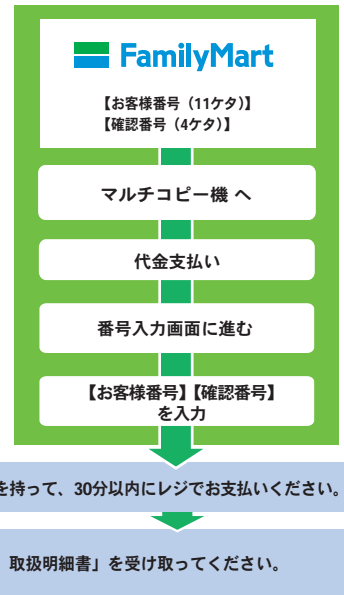 FamilyMart
【お客様番号（11ケタ）】
【確認番号（4ケタ）】
マルチコピー機 へ
代金支払い
番号入力画面に進む
【お客様番号】【確認番号】
を入力
を持って、30分以内にレジでお支払いください。
取扱明細書」を受け取ってください。